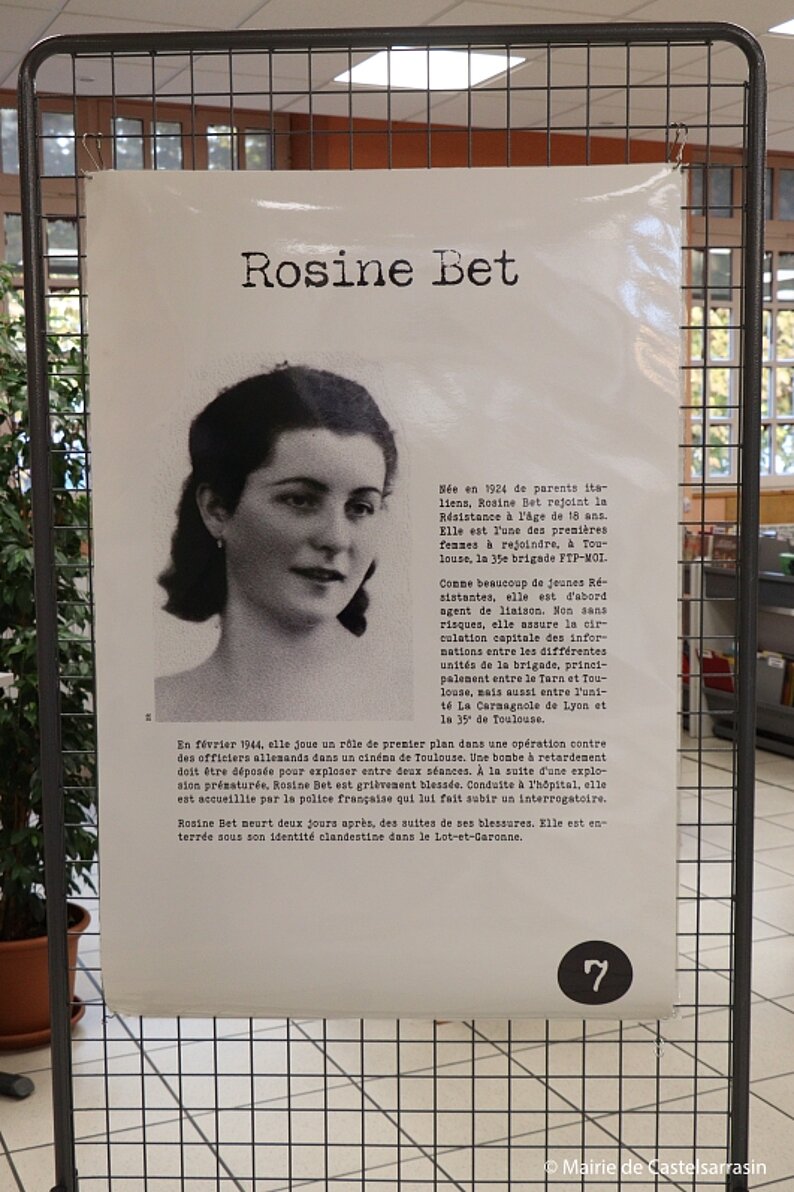 Rosine Bet
Née en 1924 de parents ita-
liens, Rosine Bet rejoint la
Résistance à l'âge de 18 ans.
Elle est l'une des premières
femmes à rejoindre, à Tou-
louse, la 35e brigade FTP-MOI.
Comme beaucoup de jeunes Ré-
sistantes, elle est d'abord
agent de liaison. Non sans
risques, elle assure la cir-
culation capitale des infor-
mations entre les différentes
unités de la brigade, princi-
palement entre le Tarn et Tou-
louse, mais aussi entre l'uni-
té La Carmagnole de Lyon et
la 35e de Toulouse.
En février 1944, elle joue un rôle de premier plan dans une opération contre
des officiers allemands dans un cinéma de Toulouse. Une bombe à retardement
doit être déposée pour exploser entre deux séances. À la suite d'une explo-
sion prématurée, Rosine Bet est grièvement blessée. Conduite à l'hôpital, elle
est accueillie par la police française qui lui fait subir un interrogatoire.
Rosine Bet meurt deux jours après, des suites de ses blessures. Elle est en-
terrée sous son identité clandestine dans le Lot-et-Garonne.
7
© Mairie de Castelsarrasin